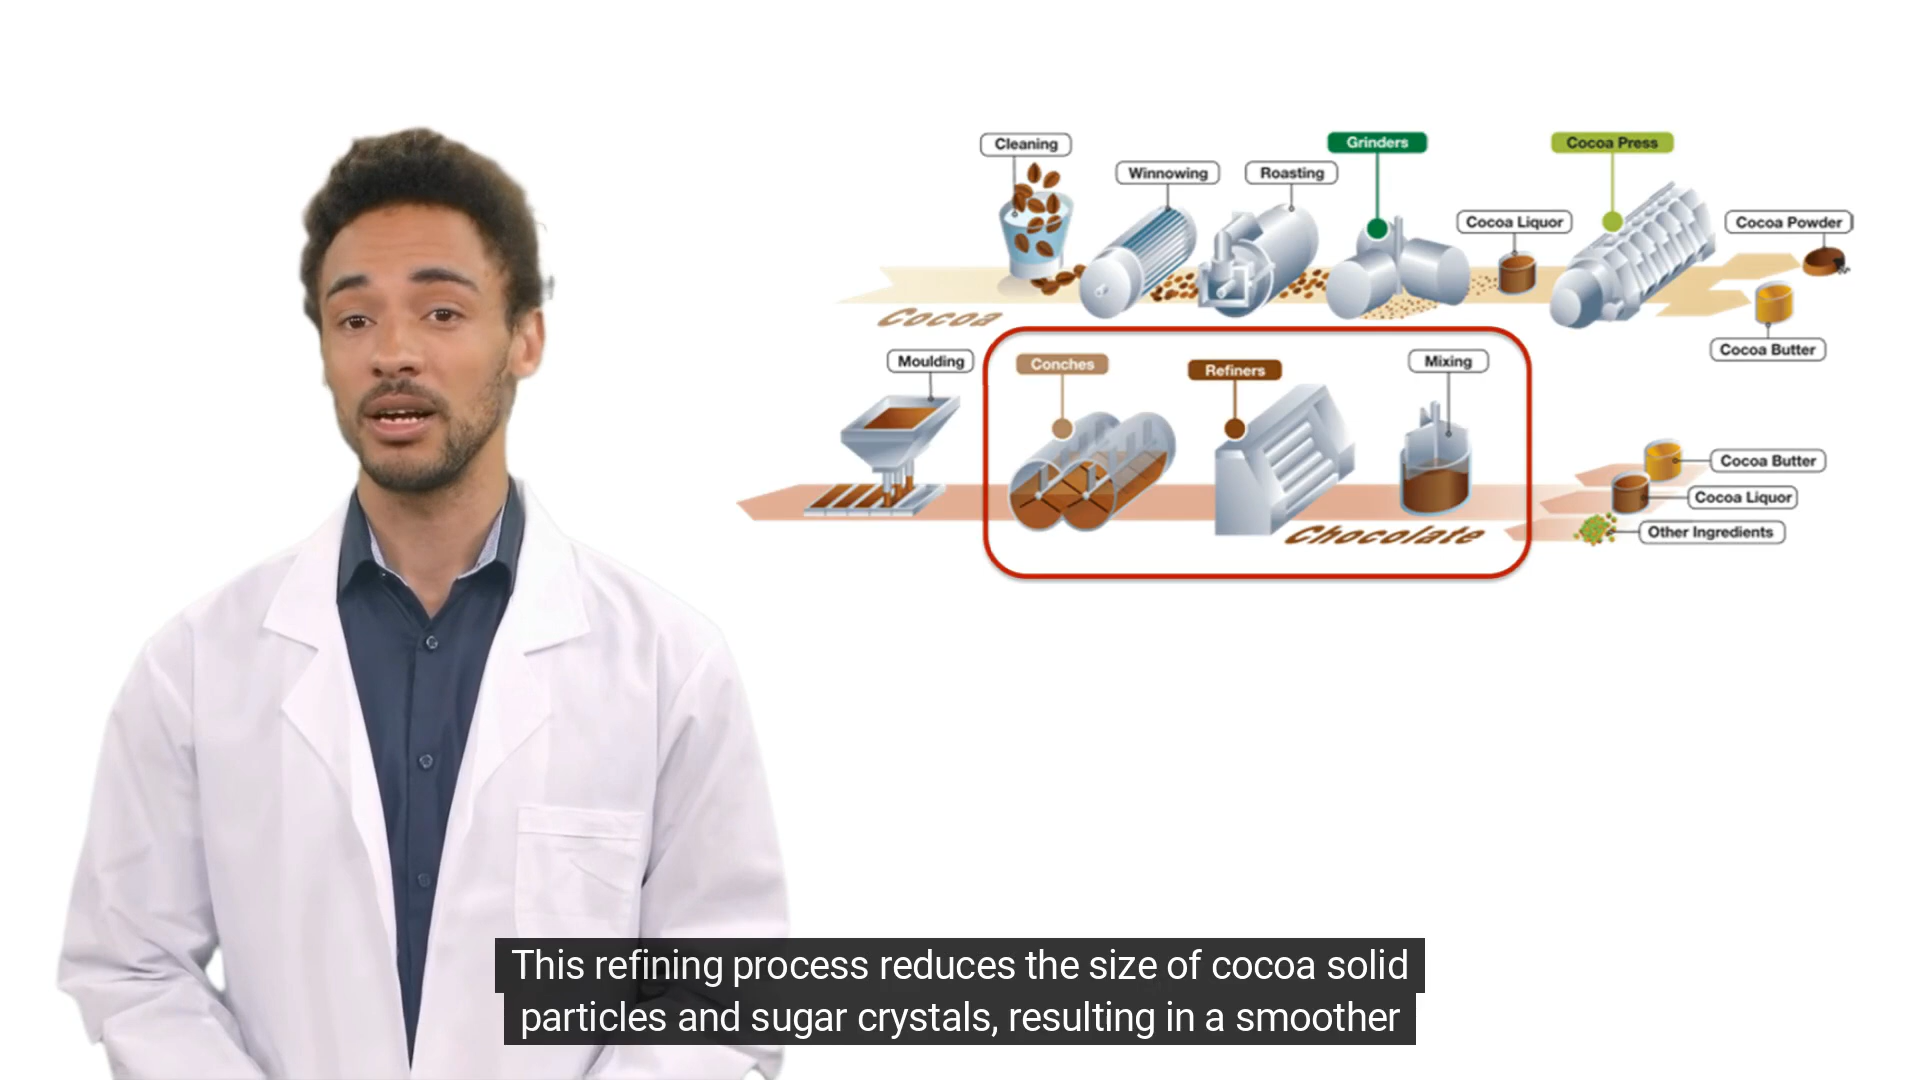 Cleaning
Winnowing
Roasting
Grinders
Cocoa Liquor
Cocoa Press
Cocoa Powder
Cocoa Butter
Cocoa
Moulding
Conches
Refiners
Mixing
Chocolate
Cocoa Butter
Cocoa Liquor
Other Ingredients
This refining process reduces the size of cocoa solid
particles and sugar crystals, resulting in a smoother